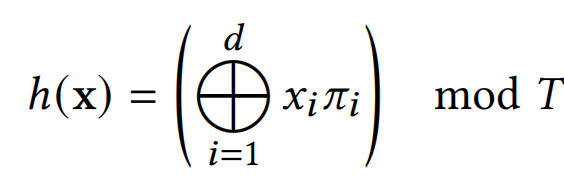 h(x) = (⨁_{i=1}^{d} x_i π_i) mod T